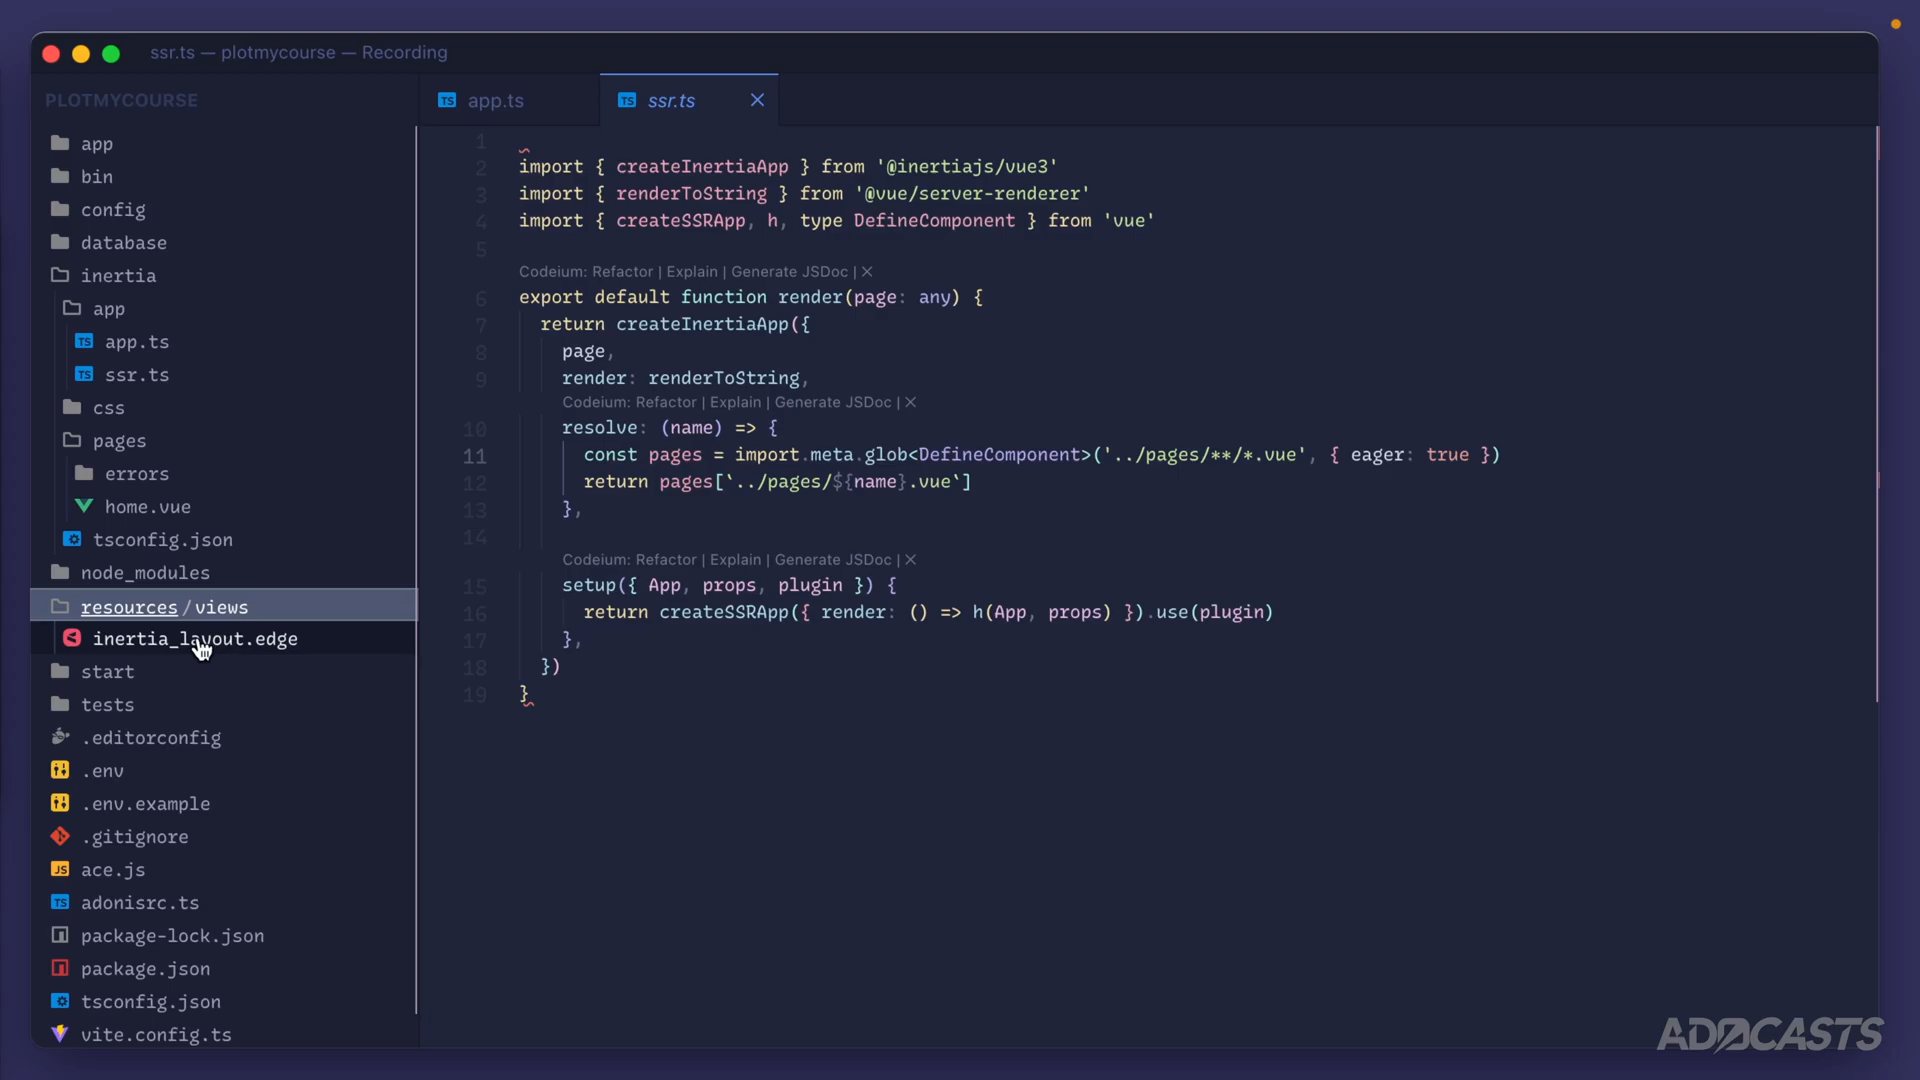 ssr.ts — plotmycourse — Recording
PLOTMYCOURSE
app
bin
config
database
inertia
app
app.ts
ssr.ts
css
pages
errors
home.vue
tsconfig.json
node_modules
resources / views
inertia_layout.edge
start
tests
.editorconfig
.env
.env.example
.gitignore
ace.js
adonisrc.ts
package-lock.json
package.json
tsconfig.json
vite.config.ts
TS app.ts
TS ssr.ts
1
2 import { createInertiaApp } from '@inertiajs/vue3'
3 import { renderToString } from '@vue/server-renderer'
4 import { createSSRApp, h, type DefineComponent } from 'vue'
5
Codeium: Refactor | Explain | Generate JSDoc | ×
6 export default function render(page: any) {
7 return createInertiaApp({
8 page,
9 render: renderToString,
Codeium: Refactor | Explain | Generate JSDoc | ×
10 resolve: (name) => {
11 const pages = import.meta.glob<DefineComponent>('../pages/**/*.vue', { eager: true })
12 return pages[`../pages/${name}.vue`]
13 },
14
Codeium: Refactor | Explain | Generate JSDoc | ×
15 setup({ App, props, plugin }) {
16 return createSSRApp({ render: () => h(App, props) }).use(plugin)
17 },
18 })
19 }
ADOCASTS